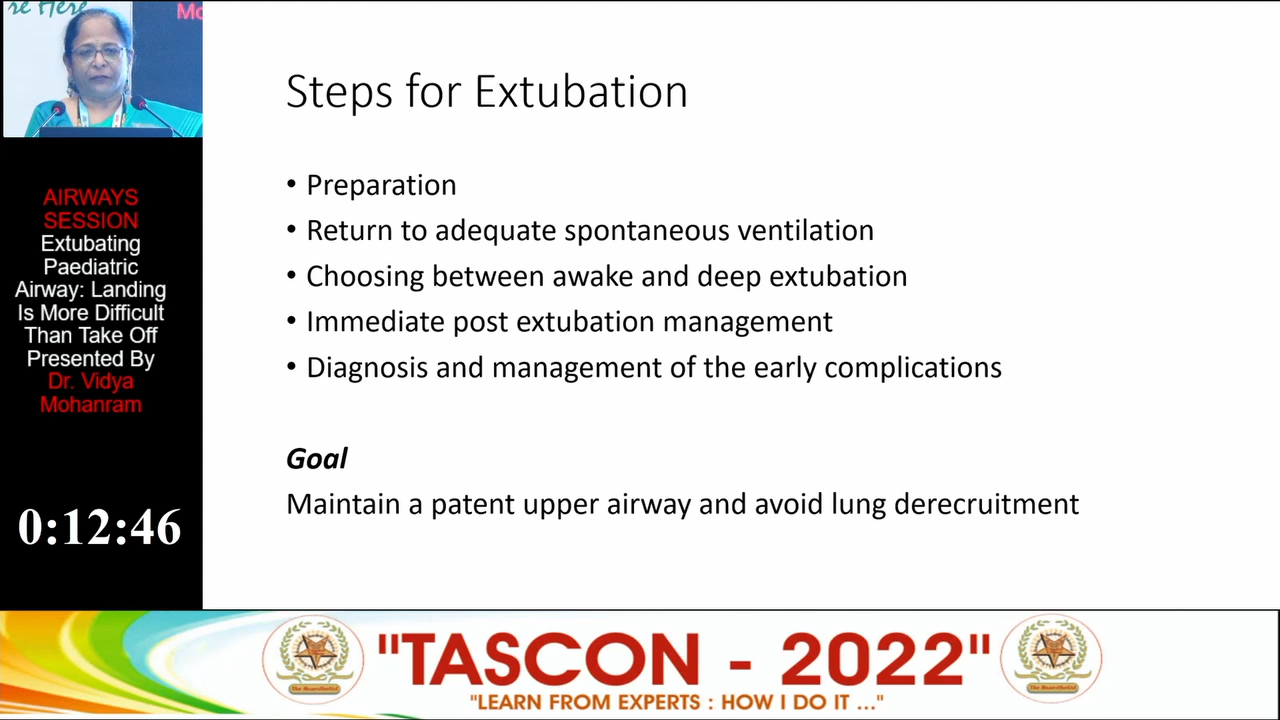 re Here
Mo
AIRWAYS
SESSION
Extubating
Paediatric
Airway: Landing
Is More Difficult
Than Take Off
Presented By
Dr. Vidya
Mohanram
0:12:46
Steps for Extubation
• Preparation
• Return to adequate spontaneous ventilation
• Choosing between awake and deep extubation
• Immediate post extubation management
• Diagnosis and management of the early complications
Goal
Maintain a patent upper airway and avoid lung derecruitment
"TASCON - 2022"
"LEARN FROM EXPERTS : HOW I DO IT ..."